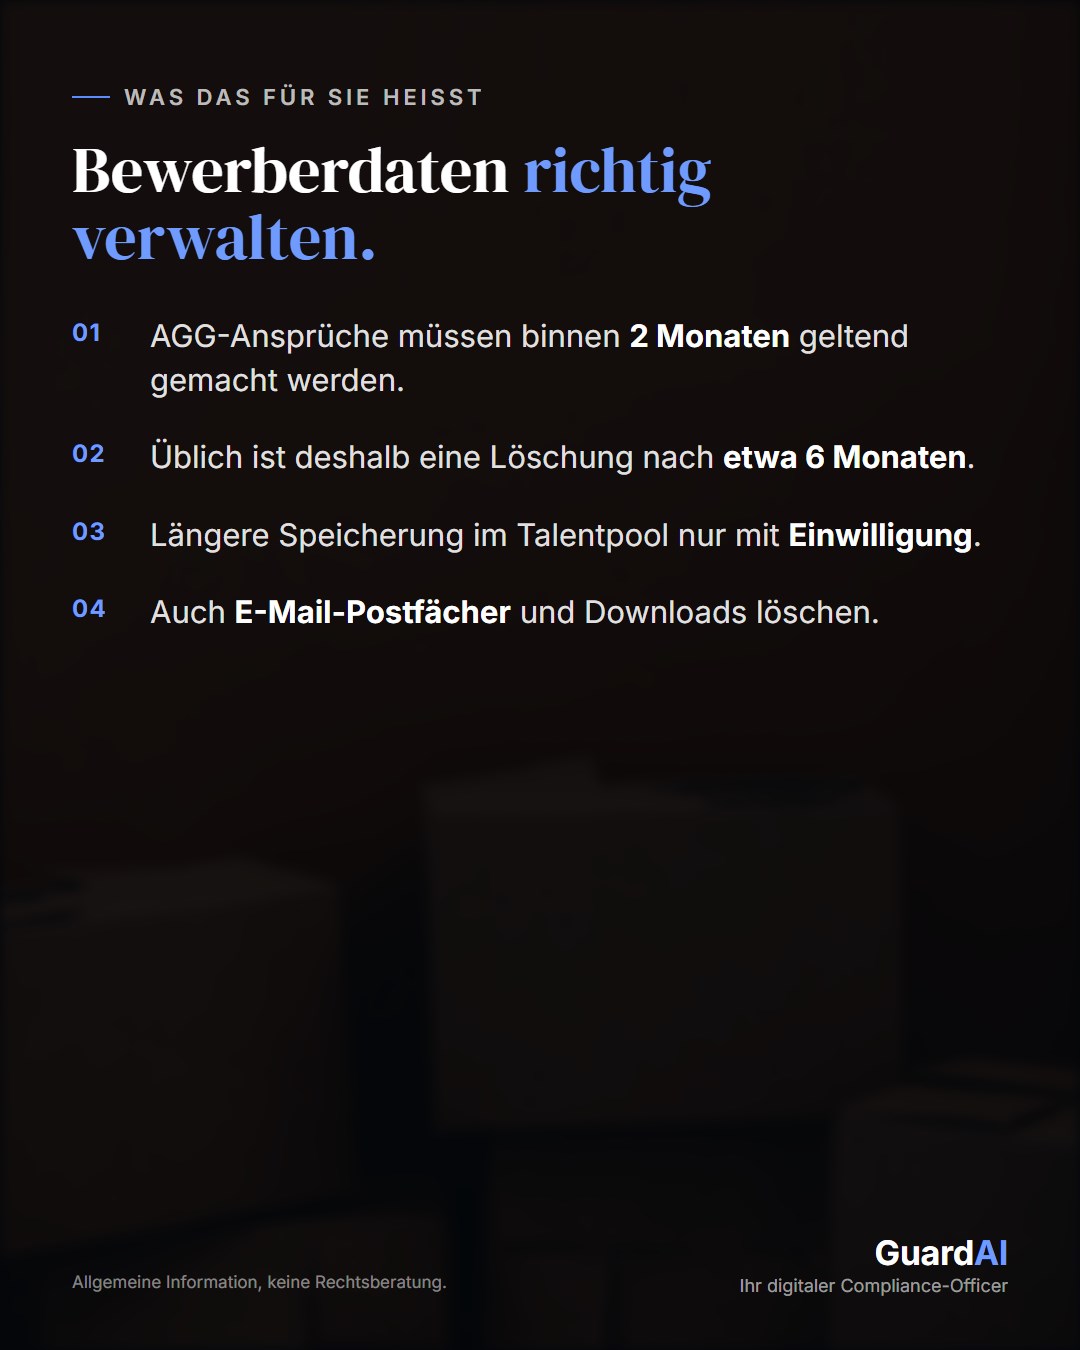 WAS DAS FÜR SIE HEISST
Bewerberdaten richtig
verwalten.
01 AGG-Ansprüche müssen binnen 2 Monaten geltend
gemacht werden.
02 Üblich ist deshalb eine Löschung nach etwa 6 Monaten.
03 Längere Speicherung im Talentpool nur mit Einwilligung.
04 Auch E-Mail-Postfächer und Downloads löschen.
GuardAI
Allgemeine Information, keine Rechtsberatung.
Ihr digitaler Compliance-Officer